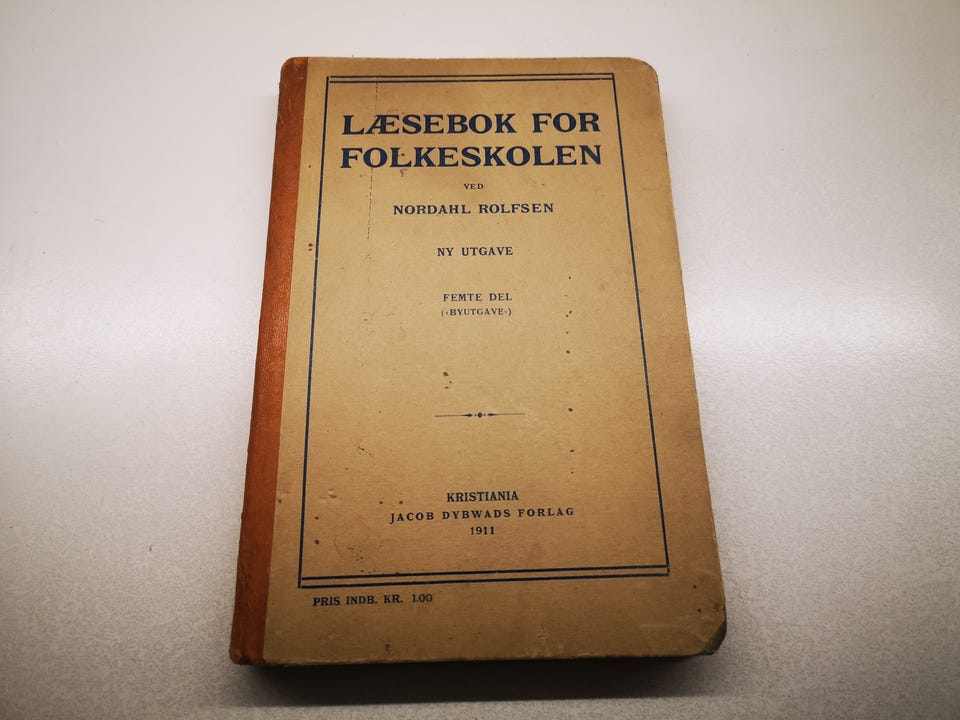 LÆSEBOK FOR
FOLKESKOLEN
VED
NORDAHL ROLFSEN
NY UTGAVE
FEMTE DEL
(«BYUTGAVE»)
KRISTIANIA
JACOB DYBWADS FORLAG
1911
PRIS INDB. KR. 1.00